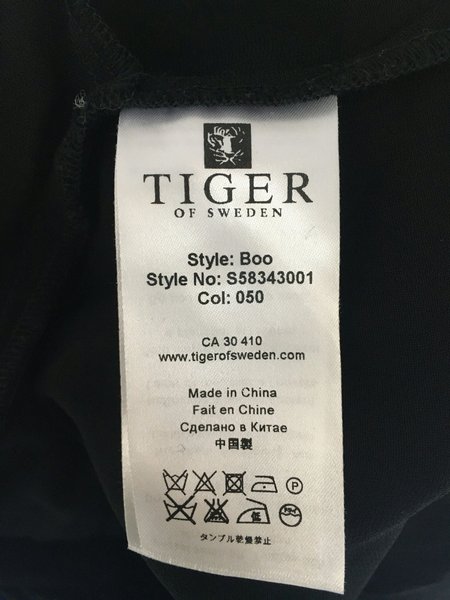 TIGER
OF SWEDEN
Style: Boo
Style No: S58343001
Col: 050
CA 30 410
www.tigerofsweden.com
Made in China
Fait en Chine
Сделано в Китае
中国製
P
低
タンブル乾燥禁止